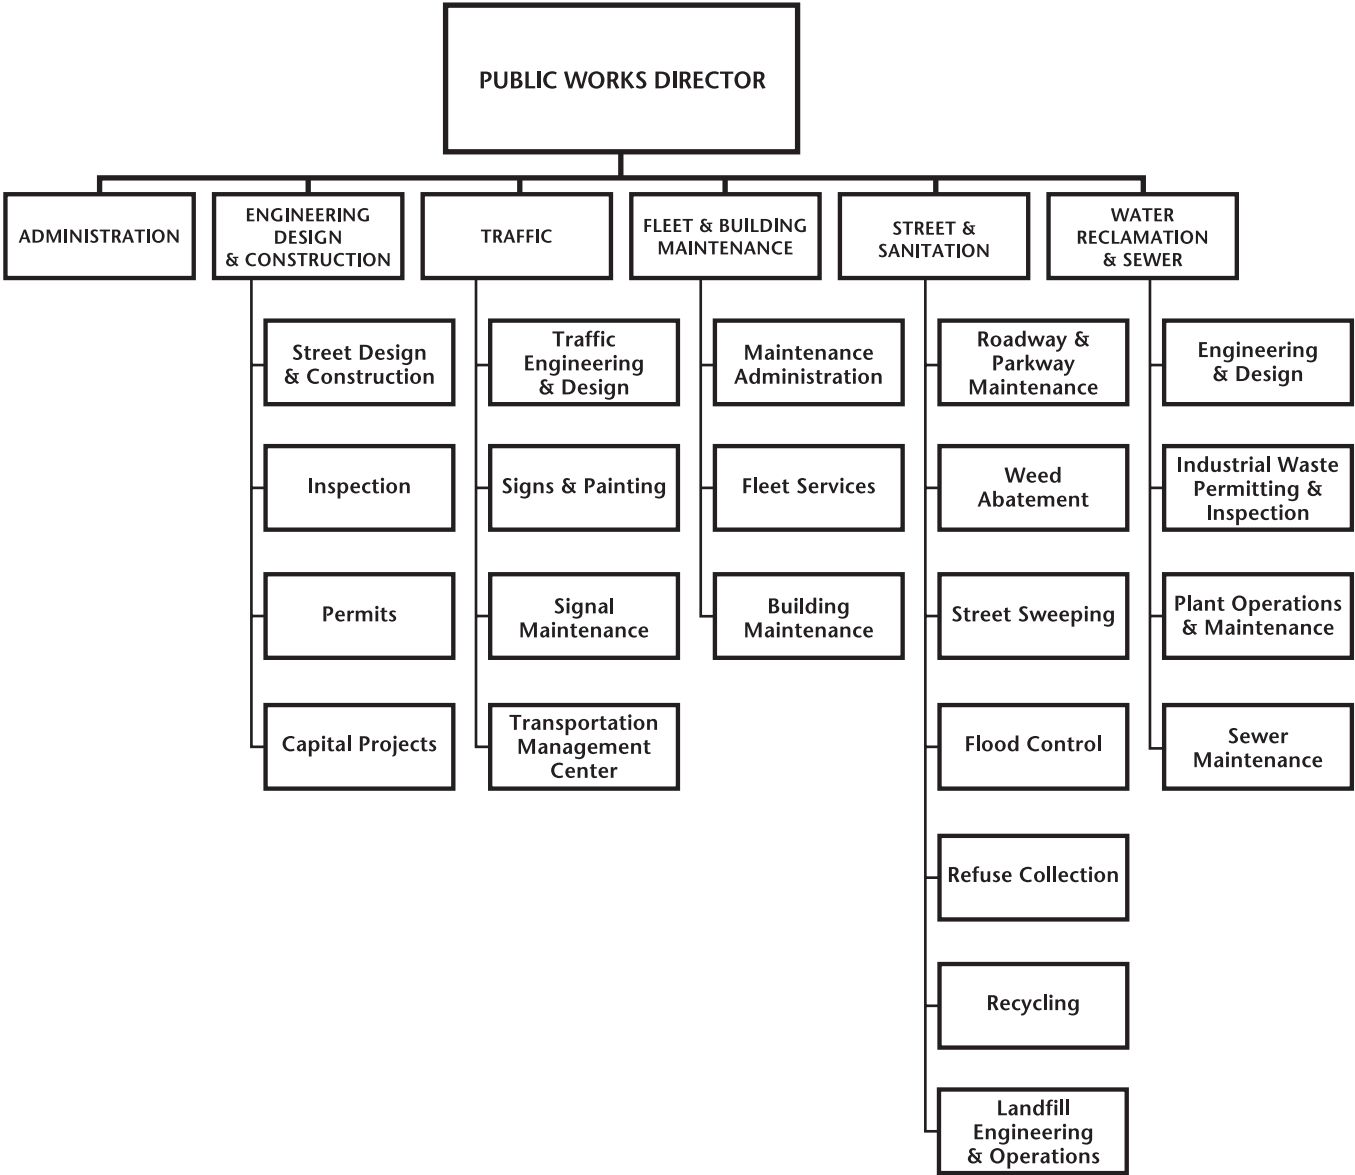 PUBLIC WORKS DIRECTOR
ADMINISTRATION
ENGINEERING
DESIGN
& CONSTRUCTION
TRAFFIC
FLEET & BUILDING
MAINTENANCE
STREET &
SANITATION
WATER
RECLAMATION
& SEWER
Street Design
& Construction
Inspection
Permits
Capital Projects
Traffic
Engineering
& Design
Signs & Painting
Signal
Maintenance
Transportation
Management
Center
Maintenance
Administration
Fleet Services
Building
Maintenance
Roadway &
Parkway
Maintenance
Weed
Abatement
Street Sweeping
Flood Control
Refuse Collection
Recycling
Landfill
Engineering
& Operations
Engineering
& Design
Industrial Waste
Permitting &
Inspection
Plant Operations
& Maintenance
Sewer
Maintenance